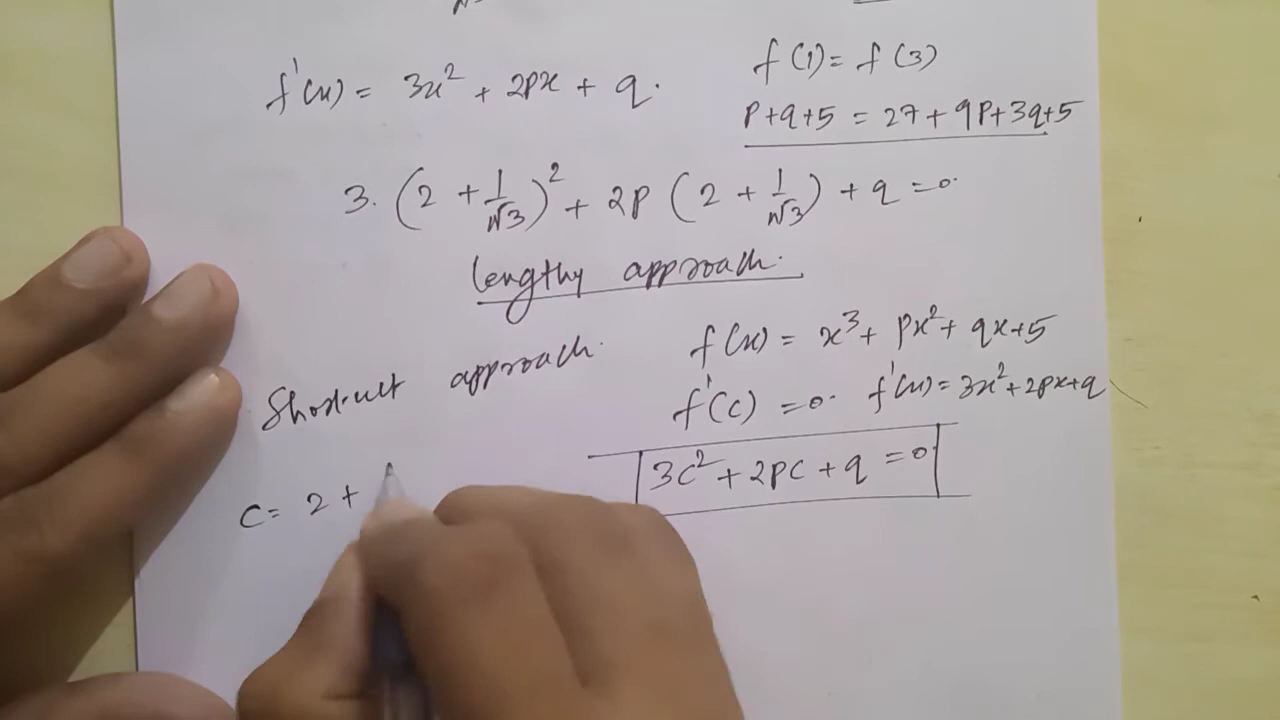 f'(x) = 3x² + 2px + q.
f(1) = f(3)
p+q+5 = 27+9p+3q+5
3. (2 + 1/√3)² + 2p (2 + 1/√3) + q = 0.
lengthy approach.
Shortcut approach.
f(x) = x³ + px² + qx+5
f'(c) = 0. f'(x) = 3x²+2px+q
3c² + 2pc + q = 0
c = 2 +